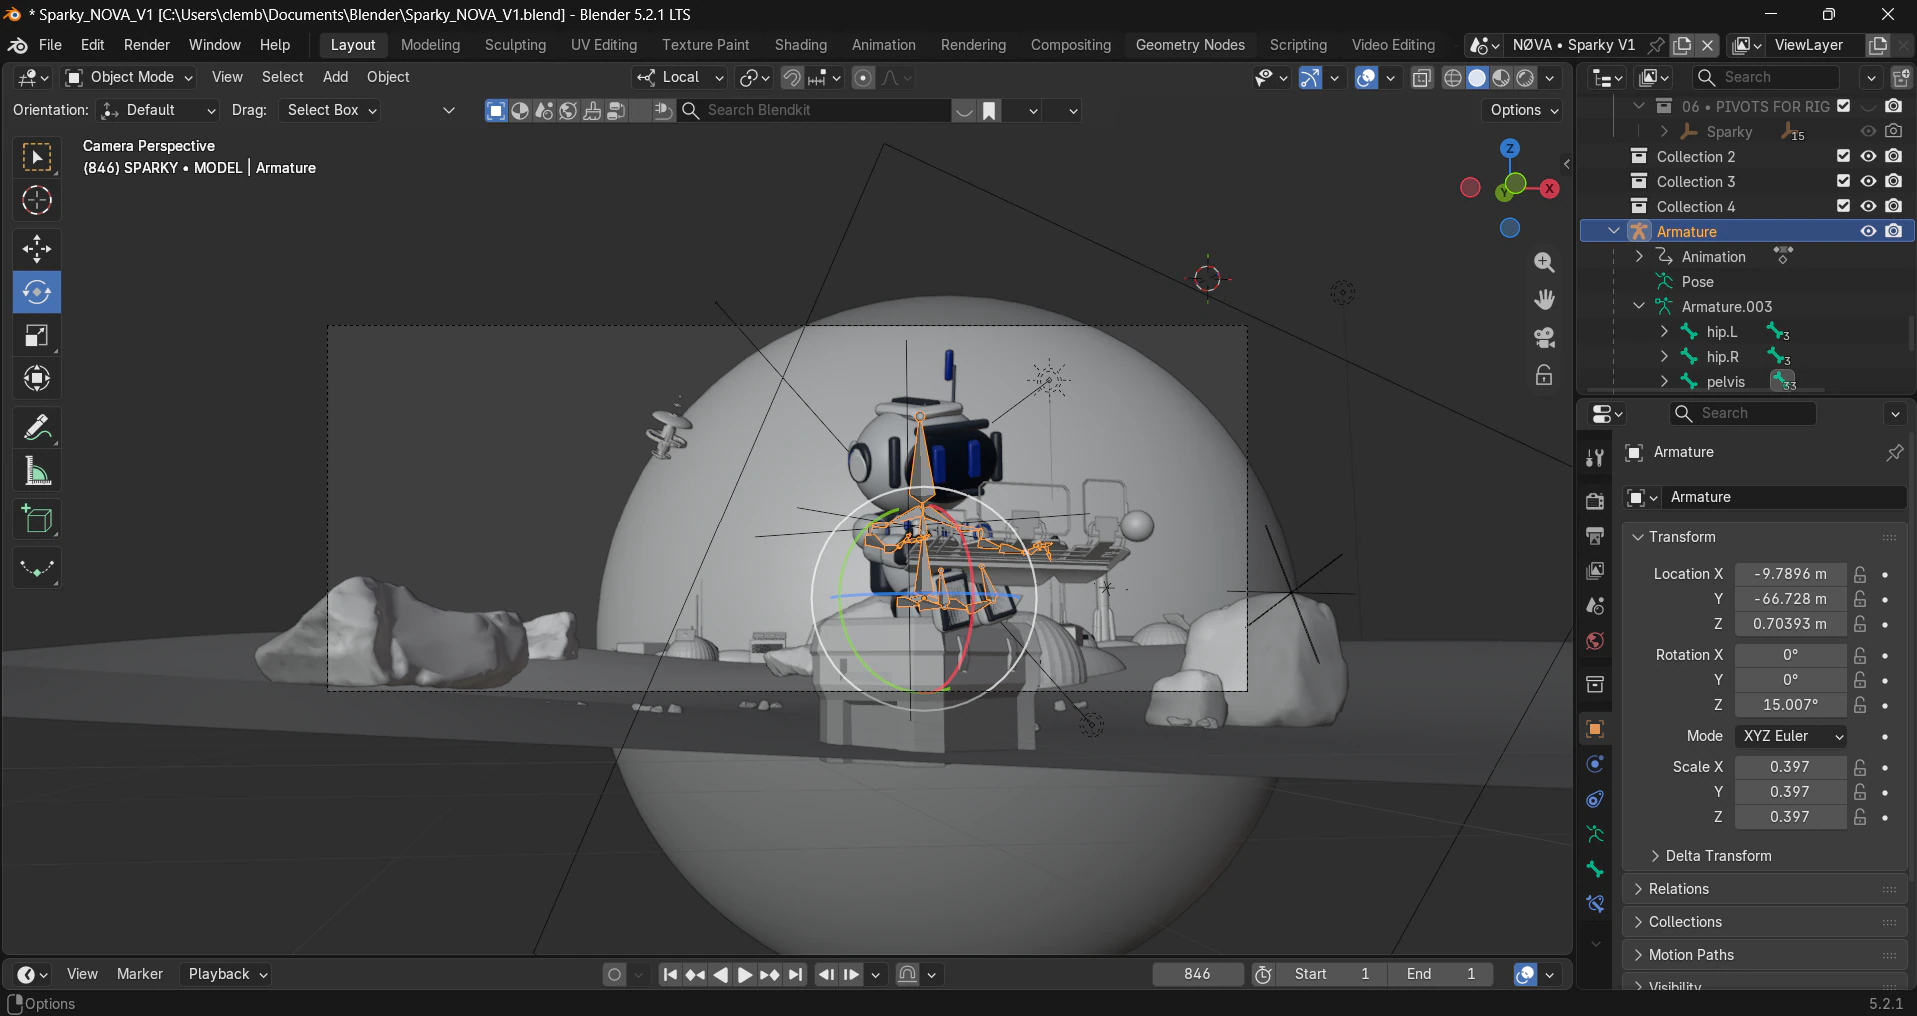 * Sparky_NOVA_V1 [C:\Users\clemb\Documents\Blender\Sparky_NOVA_V1.blend] - Blender 5.2.1 LTS
File Edit Render Window Help Layout Modeling Sculpting UV Editing Texture Paint Shading Animation Rendering Compositing Geometry Nodes Scripting Video Editing NØVA • Sparky V1 ViewLayer
Object Mode View Select Add Object Local Search
Orientation: Default Drag: Select Box Search Blendkit Options
Camera Perspective
(846) SPARKY • MODEL | Armature
Z
X
Y
06 • PIVOTS FOR RIG
Sparky 15
Collection 2
Collection 3
Collection 4
Armature
Animation
Pose
Armature.003
hip.L 3
hip.R 3
pelvis 33
Search
Armature
Armature
Transform
Location X -9.7896 m
Y -66.728 m
Z 0.70393 m
Rotation X 0°
Y 0°
Z 15.007°
Mode XYZ Euler
Scale X 0.397
Y 0.397
Z 0.397
Delta Transform
Relations
Collections
Motion Paths
Visibility
View Marker Playback 846 Start 1 End 1
Options 5.2.1